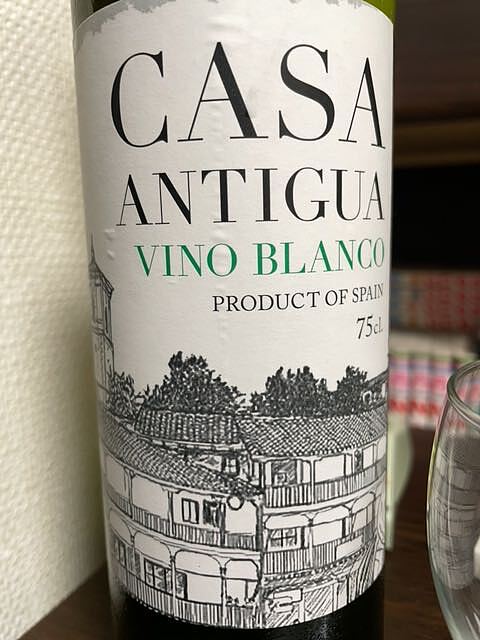 CASA
ANTIGUA
VINO BLANCO
PRODUCT OF SPAIN
75cl.